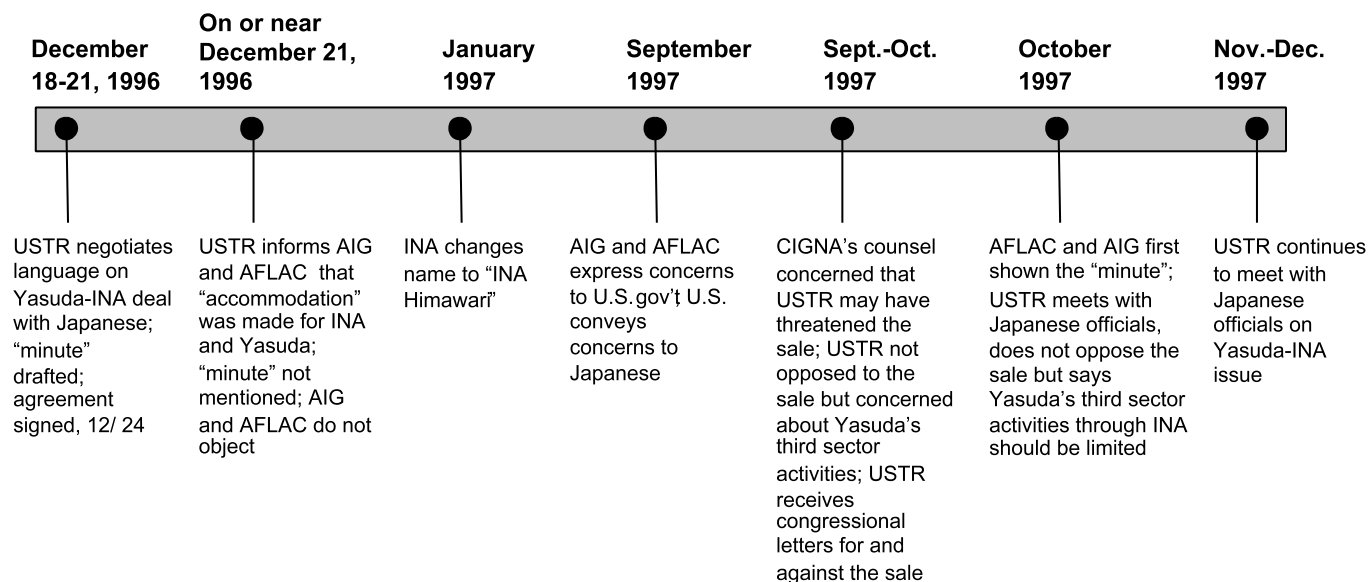 December
18-21, 1996
On or near
December 21,
1996
January
1997
September
1997
Sept.-Oct.
1997
October
1997
Nov.-Dec.
1997
USTR negotiates
language on
Yasuda-INA deal
with Japanese;
“minute”
drafted;
agreement
signed, 12/ 24
USTR informs AIG
and AFLAC that
“accommodation”
was made for INA
and Yasuda;
“minute” not
mentioned; AIG
and AFLAC do not
object
INA changes
name to “INA
Himawari”
AIG and AFLAC
express concerns
to U.S. gov’t; U.S.
conveys
concerns to
Japanese
CIGNA’s counsel
concerned that
USTR may have
threatened the
sale; USTR not
opposed to the
sale but concerned
about Yasuda’s
third sector
activities; USTR
receives
congressional
letters for and
against the sale
AFLAC and AIG first
shown the “minute”;
USTR meets with
Japanese officials,
does not oppose the
sale but says
Yasuda’s third sector
activities through INA
should be limited
USTR continues
to meet with
Japanese
officials on
Yasuda-INA
issue